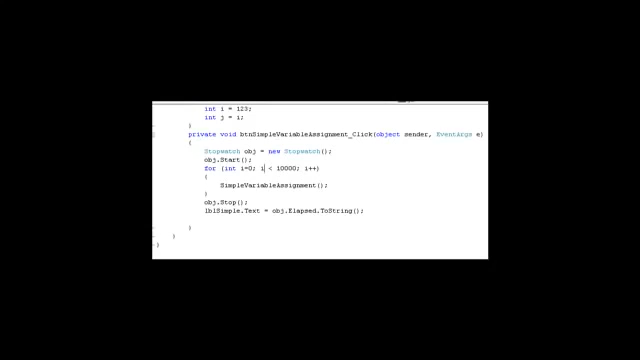 int i = 123;
int j = i;
}
private void btnSimpleVariableAssignment_Click(object sender, EventArgs e)
{
Stopwatch obj = new Stopwatch();
obj.Start();
for (int i=0; i < 10000; i++)
{
SimpleVariableAssignment();
}
obj.Stop();
lblSimple.Text = obj.Elapsed.ToString();
}
}
}